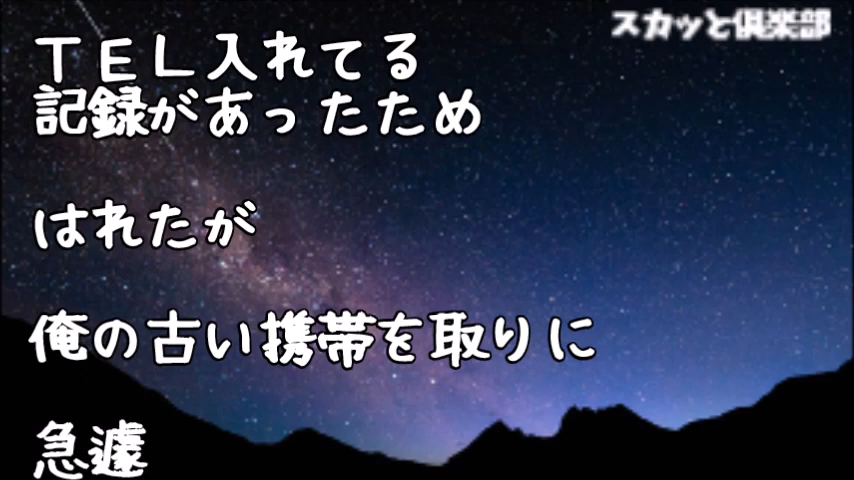 スカッと倶楽部
ＴＥＬ入れてる
記録があったため
はれたが
俺の古い携帯を取りに
急遽